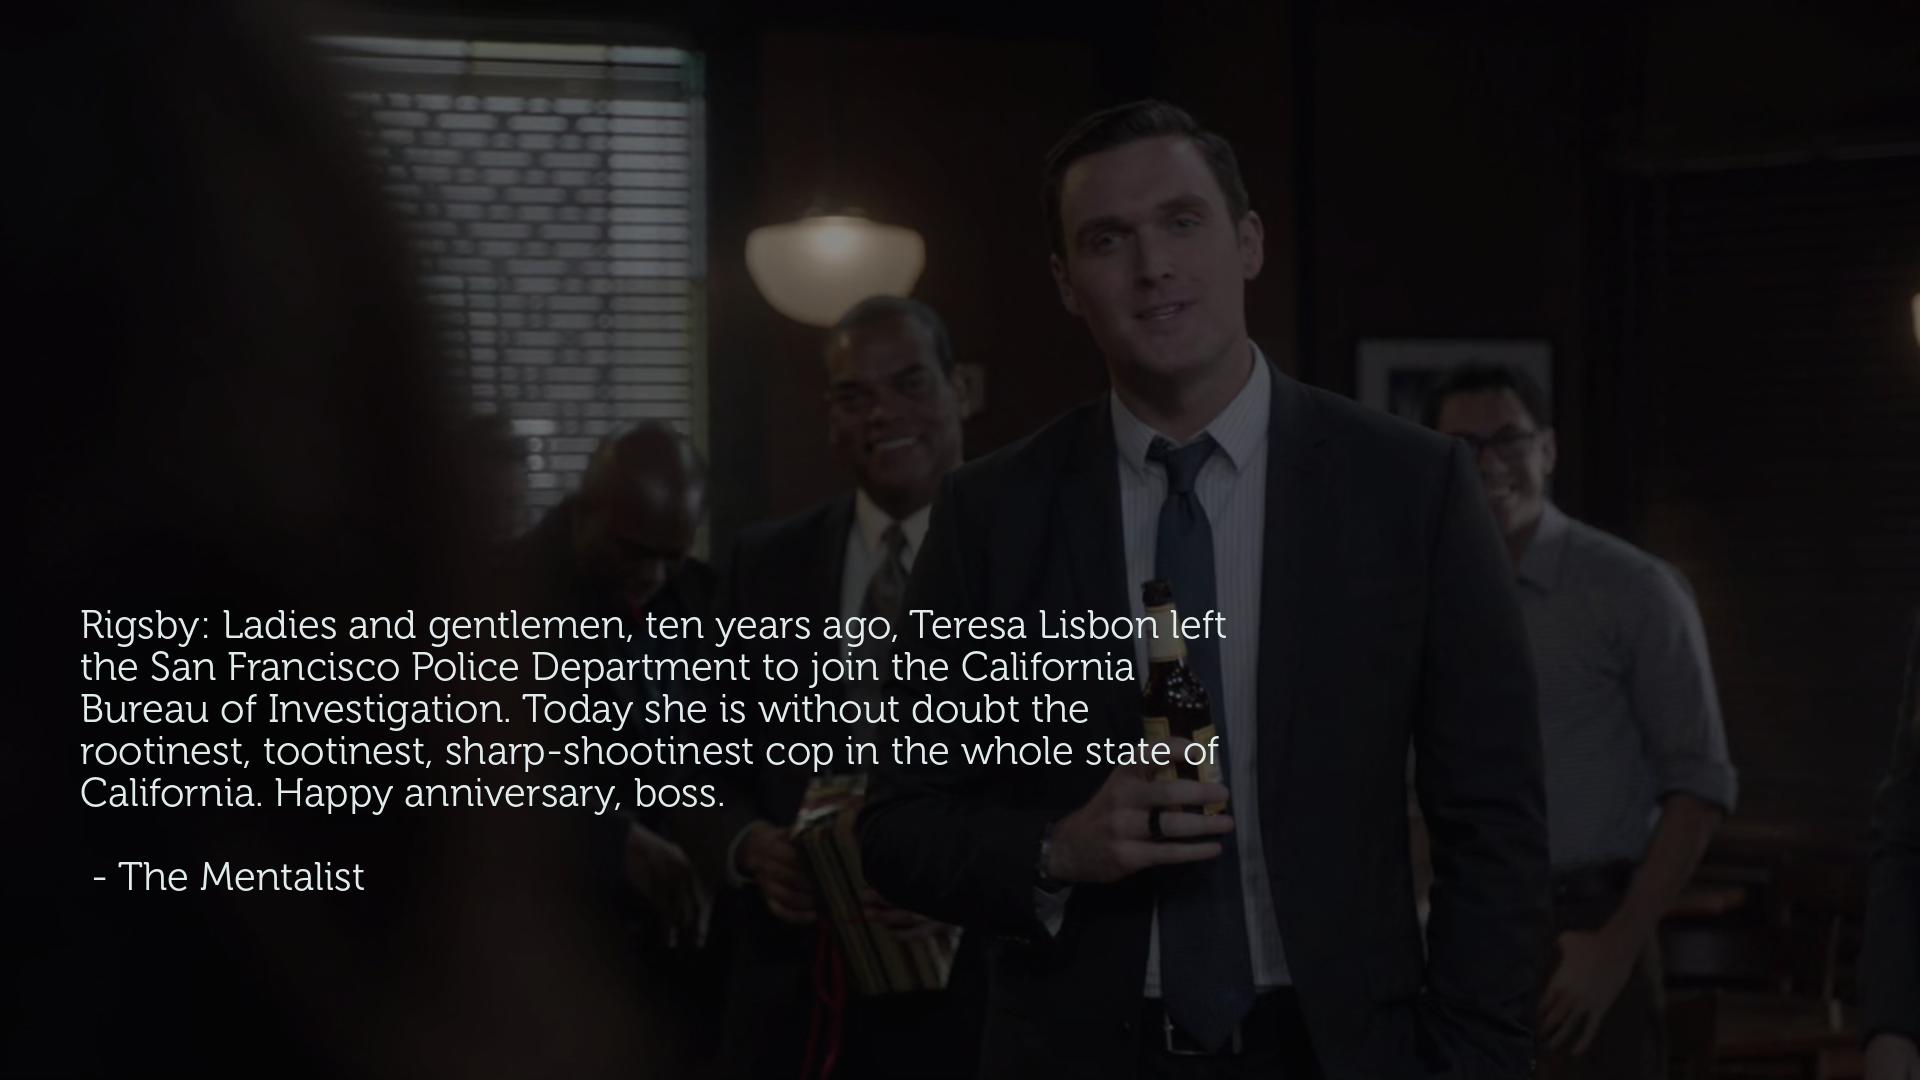 Rigsby: Ladies and gentlemen, ten years ago, Teresa Lisbon left
the San Francisco Police Department to join the California
Bureau of Investigation. Today she is without doubt the
rootinest, tootinest, sharp-shootinest cop in the whole state of
California. Happy anniversary, boss.
- The Mentalist